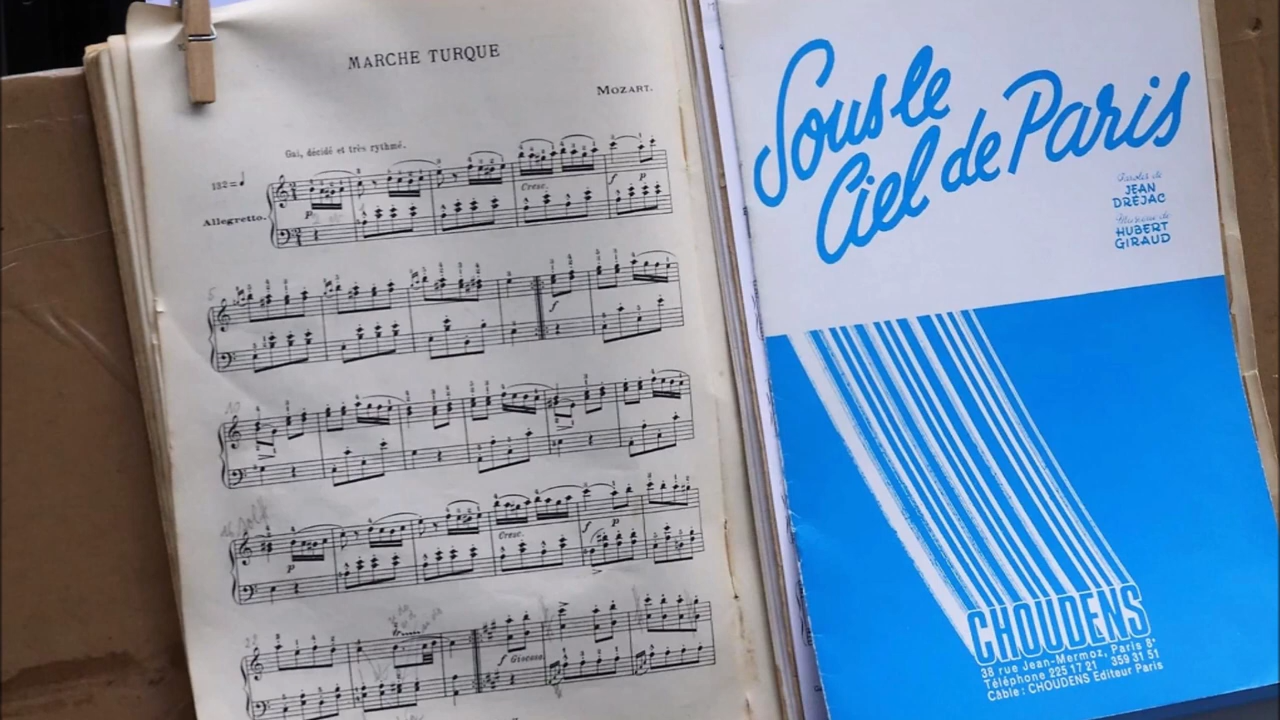 MARCHE TURQUE
MOZART.
Gai, décidé et très rythmé.
132=♩
Allegretto.
p
Cresc.
f
p
f
p
Cresc.
f
p
f Giocoso.
Sous le
Ciel de Paris
Paroles de
JEAN
DRÉJAC
Musique de
HUBERT
GIRAUD
CHOUDENS
38 rue Jean-Mermoz, Paris 8e
Téléphone 225 17 21 359 31 51
Câble : CHOUDENS Editeur Paris